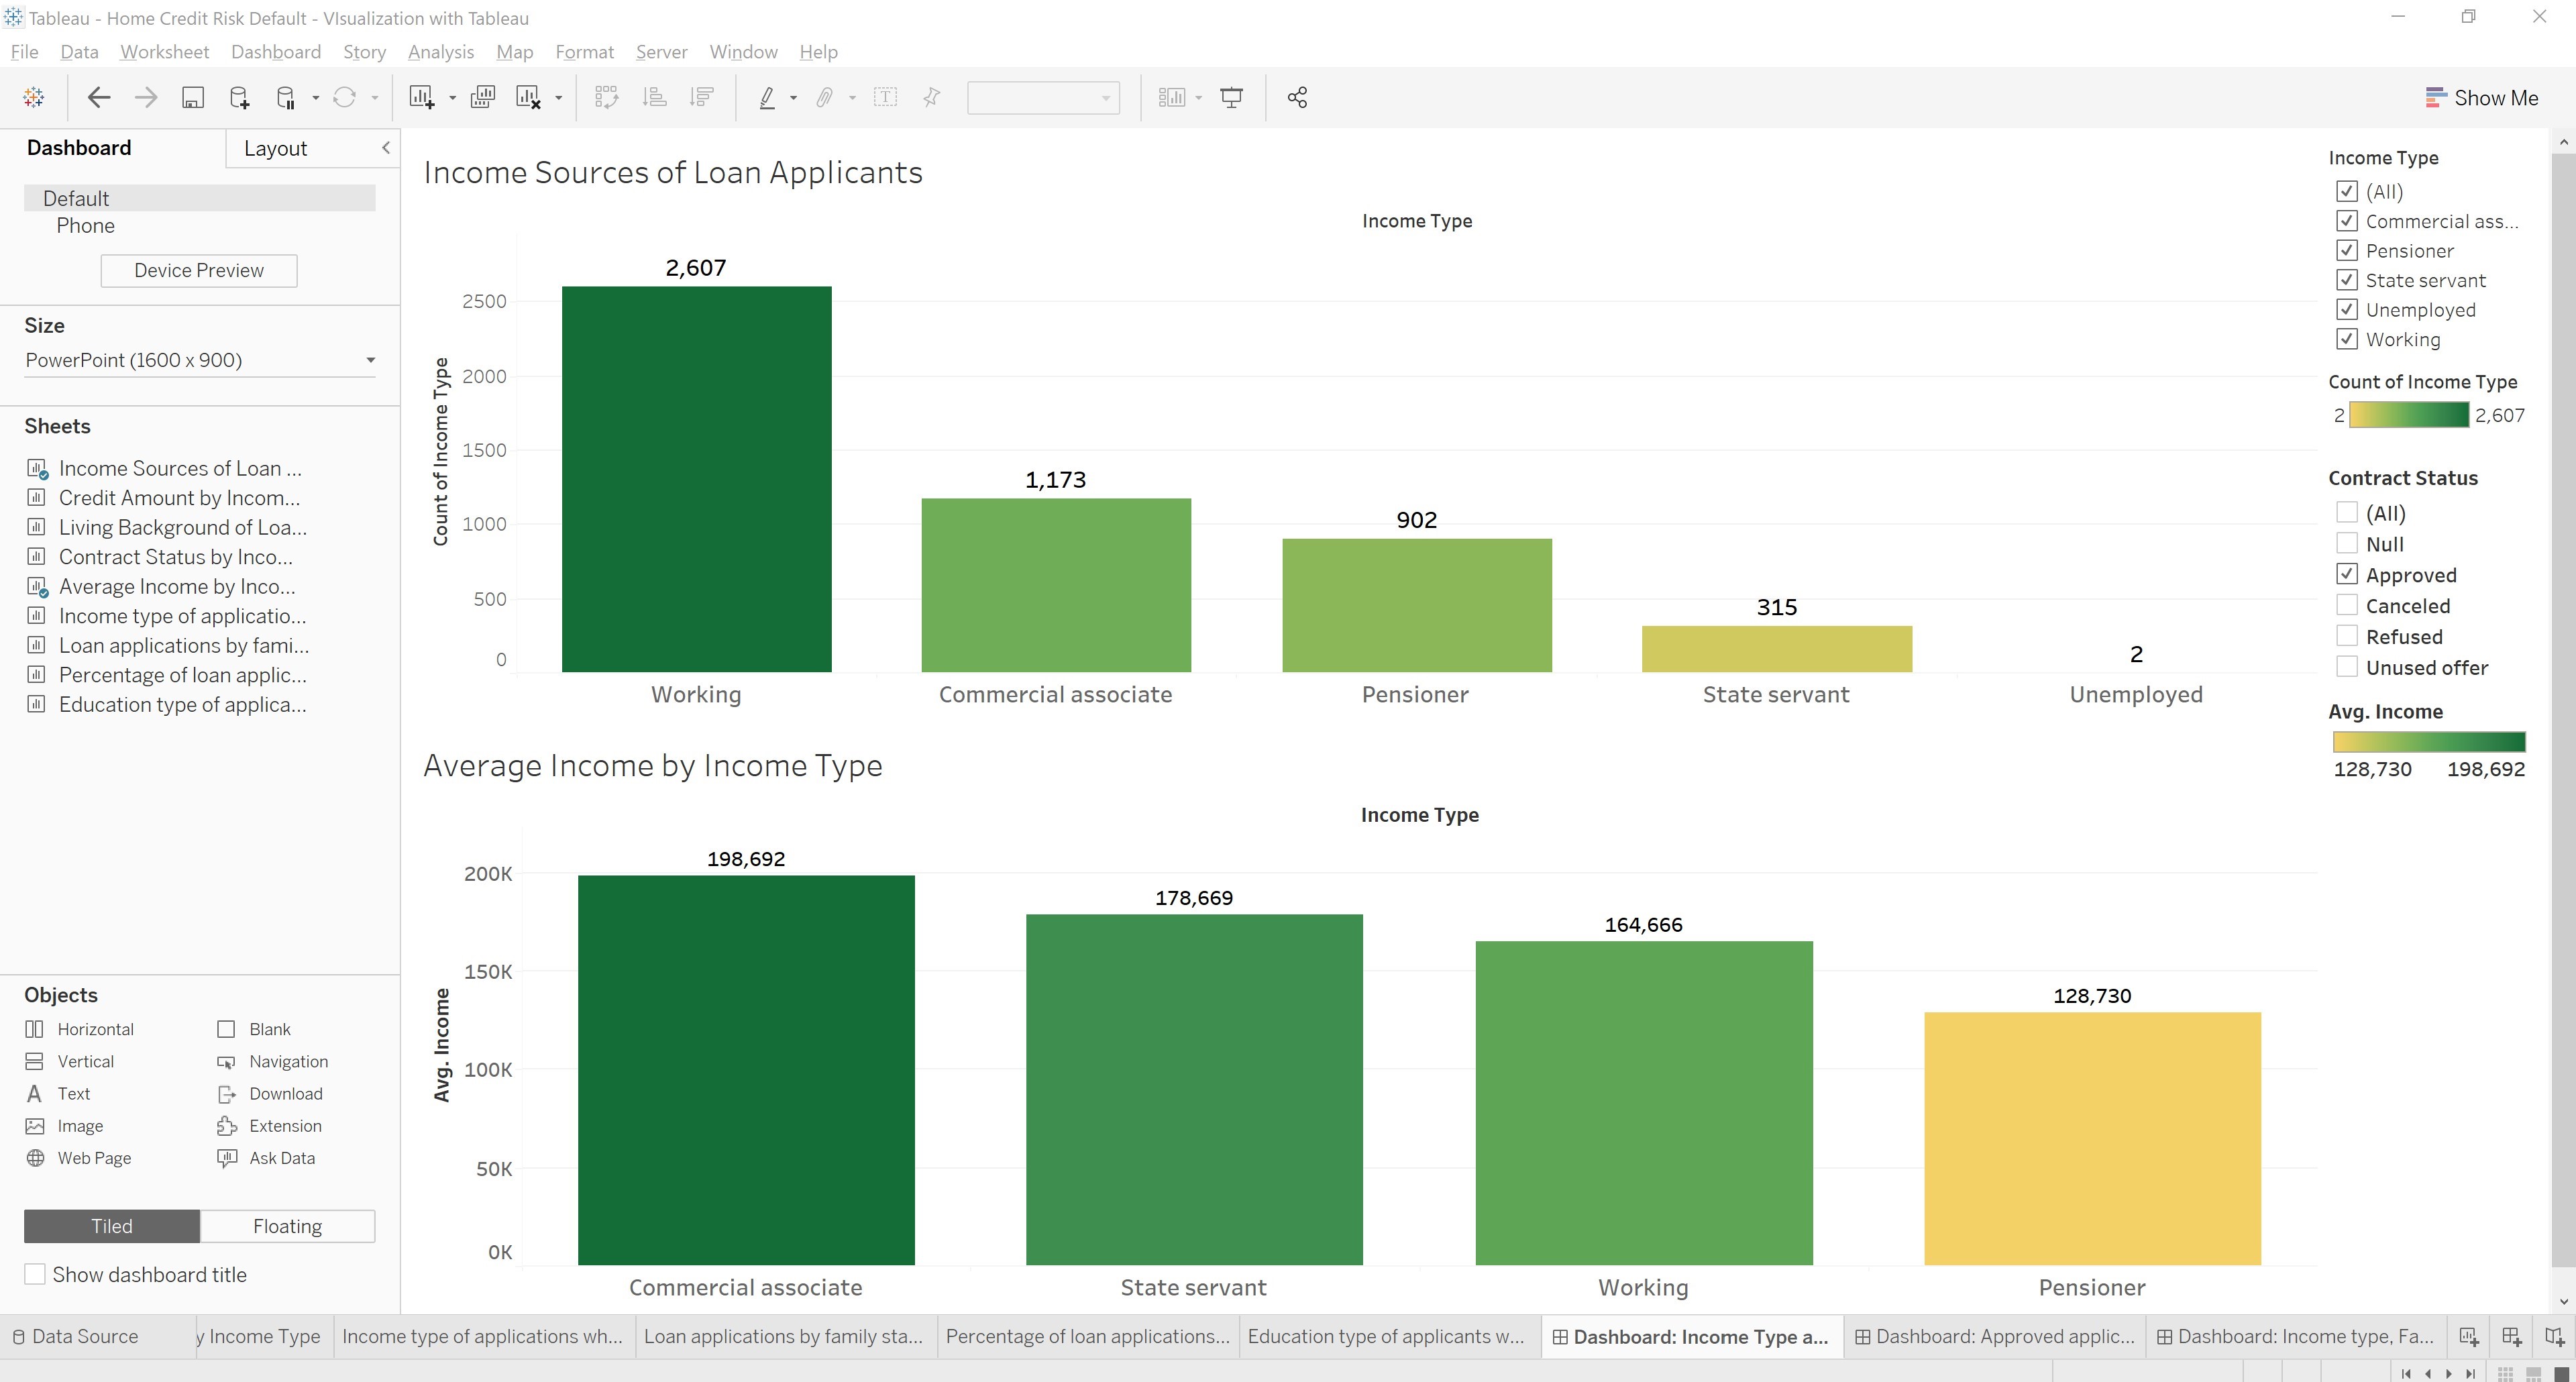 Tableau - Home Credit Risk Default - VIsualization with Tableau
File Data Worksheet Dashboard Story Analysis Map Format Server Window Help
Show Me
Dashboard Layout
Default
Phone
Device Preview
Size
PowerPoint (1600 x 900)
Sheets
Income Sources of Loan ...
Credit Amount by Incom...
Living Background of Loa...
Contract Status by Inco...
Average Income by Inco...
Income type of applicatio...
Loan applications by fami...
Percentage of loan applic...
Education type of applica...
Objects
Horizontal Blank
Vertical Navigation
Text Download
Image Extension
Web Page Ask Data
Tiled Floating
Show dashboard title
Income Sources of Loan Applicants
Income Type
Count of Income Type
2500
2000
1500
1000
500
0
2,607
1,173
902
315
2
Working Commercial associate Pensioner State servant Unemployed
Average Income by Income Type
Income Type
Avg. Income
200K
150K
100K
50K
0K
198,692
178,669
164,666
128,730
Commercial associate State servant Working Pensioner
Income Type
(All)
Commercial ass...
Pensioner
State servant
Unemployed
Working
Count of Income Type
2 2,607
Contract Status
(All)
Null
Approved
Canceled
Refused
Unused offer
Avg. Income
128,730 198,692
Data Source y Income Type Income type of applications wh... Loan applications by family sta... Percentage of loan applications... Education type of applicants w... Dashboard: Income Type a... Dashboard: Approved applic... Dashboard: Income type, Fa...